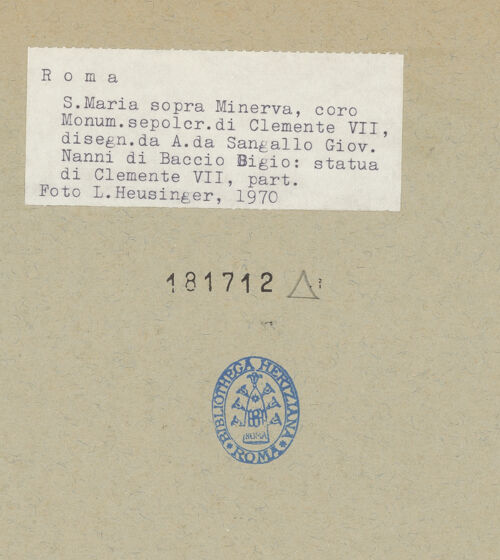 R o m a
S.Maria sopra Minerva, coro
Monum.sepolcr.di Clemente VII,
disegn.da A.da Sangallo Giov.
Nanni di Baccio Bigio: statua
di Clemente VII, part.
Foto L.Heusinger, 1970
181712
BIBLIOTHECA HERTZIANA
ROMA